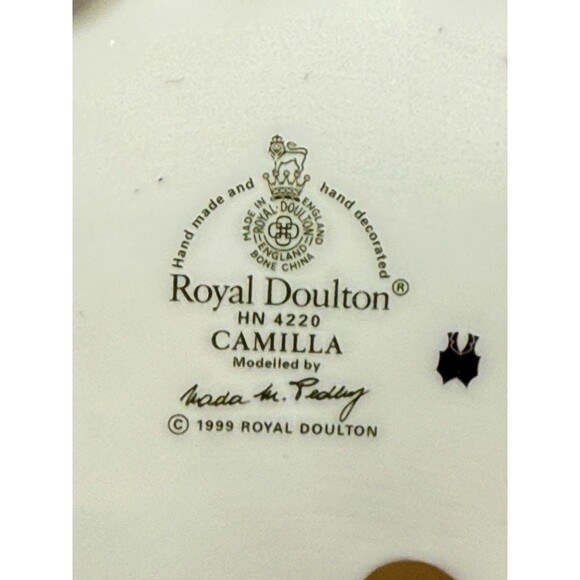 Hand made and hand decorated
MADE IN ENGLAND
ROYAL·DOULTON
ENGLAND
BONE CHINA
Royal Doulton®
HN 4220
CAMILLA
Modelled by
Nada M. Pedley
© 1999 ROYAL DOULTON